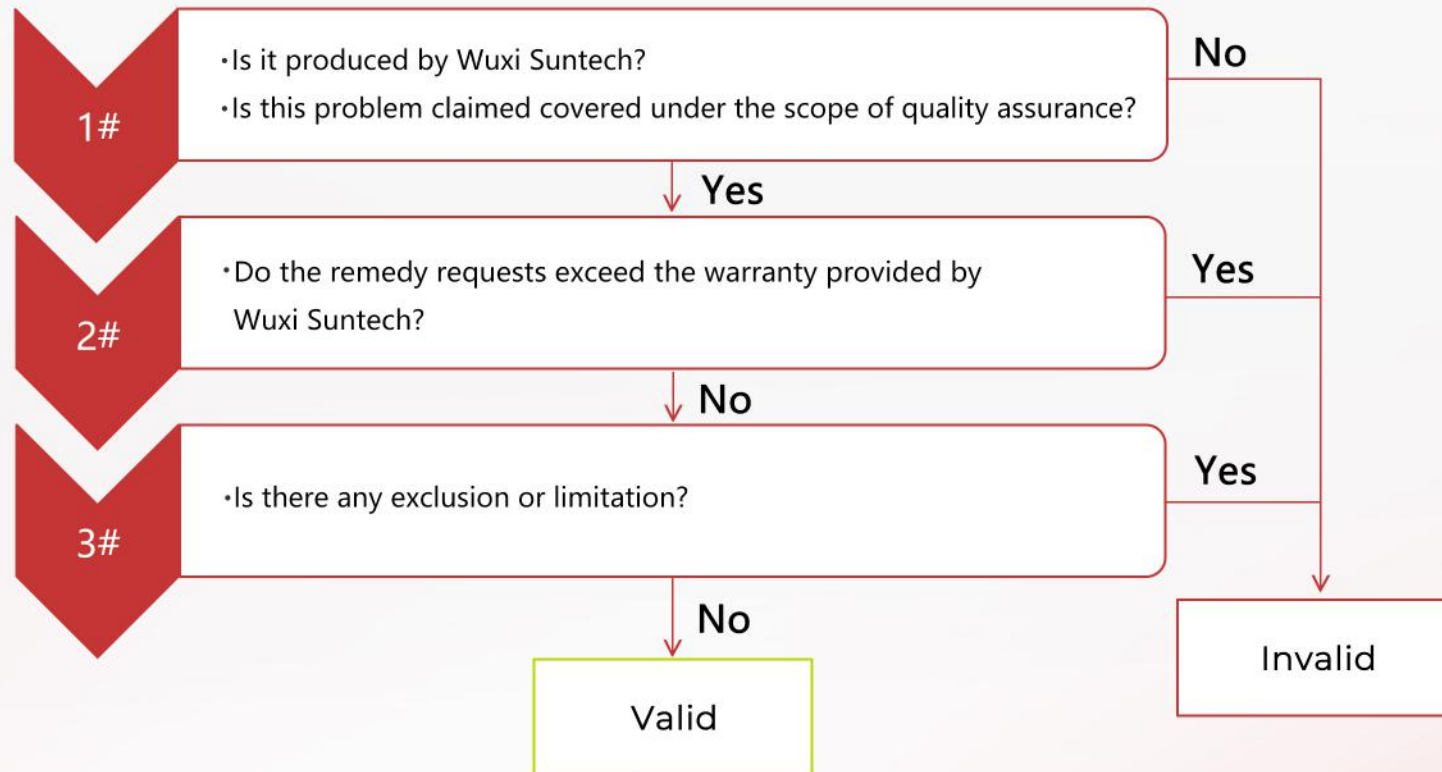 1#
·Is it produced by Wuxi Suntech?
·Is this problem claimed covered under the scope of quality assurance?
No
Yes
2#
·Do the remedy requests exceed the warranty provided by
Wuxi Suntech?
Yes
No
3#
·Is there any exclusion or limitation?
Yes
No
Valid
Invalid